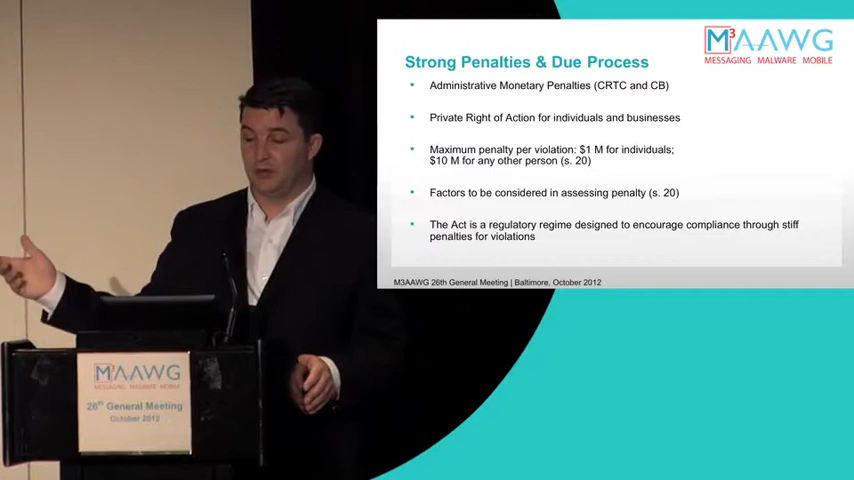 M3AAWG
MESSAGING MALWARE MOBILE
Strong Penalties & Due Process
• Administrative Monetary Penalties (CRTC and CB)
• Private Right of Action for individuals and businesses
• Maximum penalty per violation: $1 M for individuals;
$10 M for any other person (s. 20)
• Factors to be considered in assessing penalty (s. 20)
• The Act is a regulatory regime designed to encourage compliance through stiff
penalties for violations
M3AAWG 26th General Meeting | Baltimore, October 2012
M3AAWG
MESSAGING MALWARE MOBILE
26th General Meeting
October 2012